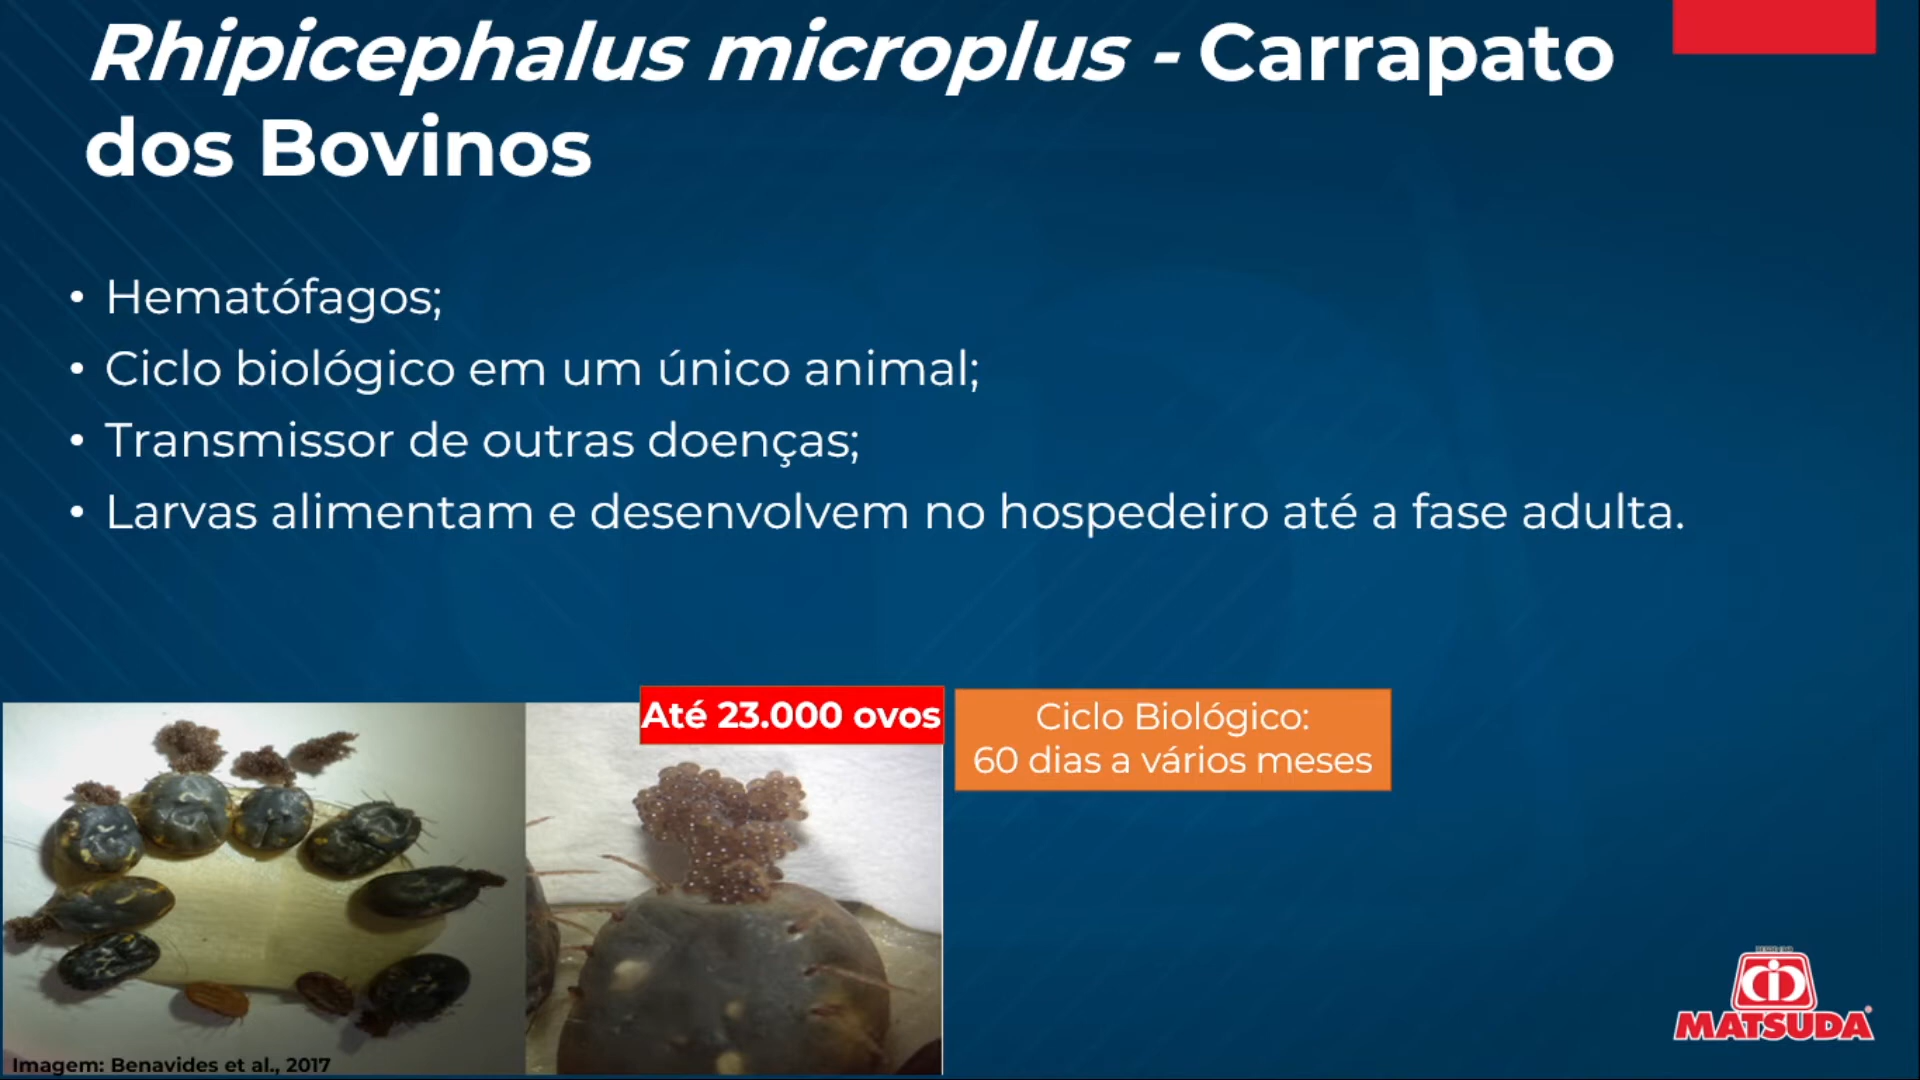 Rhipicephalus microplus - Carrapato
dos Bovinos
• Hematófagos;
• Ciclo biológico em um único animal;
• Transmissor de outras doenças;
• Larvas alimentam e desenvolvem no hospedeiro até a fase adulta.
Até 23.000 ovos
Ciclo Biológico:
60 dias a vários meses
Imagem: Benavides et al., 2017
MATSUDA